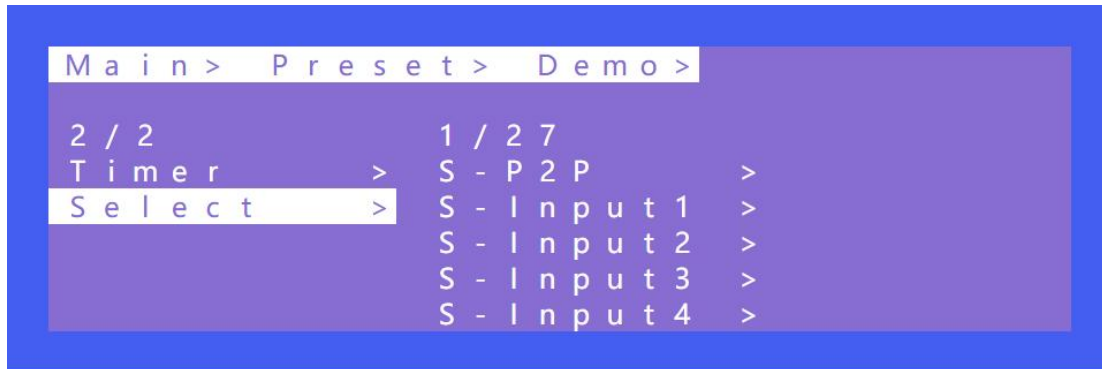 Main> Preset> Demo>
2/2 1/27
Timer > S-P2P >
Select > S-Input1 >
S-Input2 >
S-Input3 >
S-Input4 >